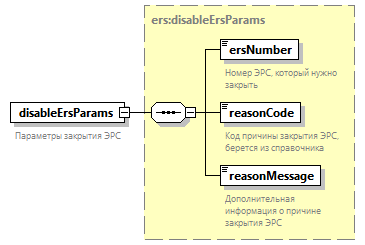 ers:disableErsParams
ersNumber
Номер ЭРС, который нужно
закрыть
disableErsParams
Параметры закрытия ЭРС
reasonCode
Код причины закрытия ЭРС,
берется из справочника
reasonMessage
Дополнительная
информация о причине
закрытия ЭРС